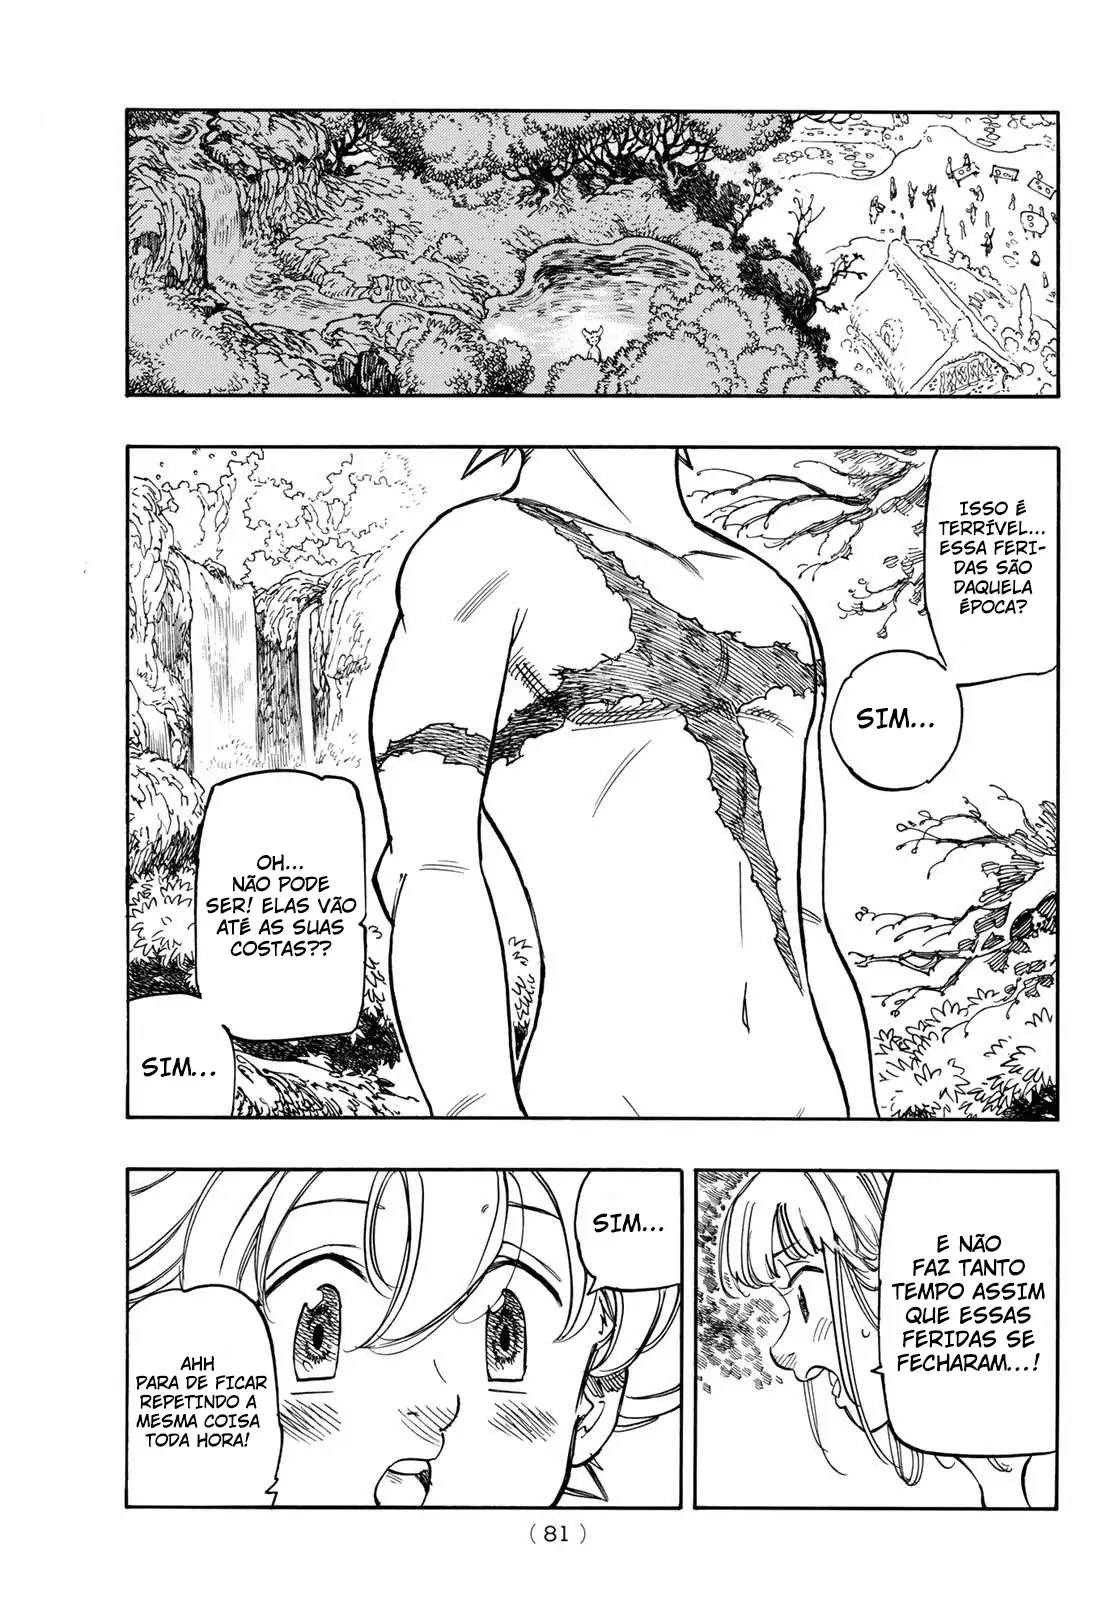 ISSO É
TERRÍVEL...
ESSA FERI-
DAS SÃO
DAQUELA
ÉPOCA?
SIM...
OH...
NÃO PODE
SER! ELAS VÃO
ATÉ AS SUAS
COSTAS??
SIM...
E NÃO
FAZ TANTO
TEMPO ASSIM
QUE ESSAS
FERIDAS SE
FECHARAM...!
SIM...
AHH
PARA DE FICAR
REPETINDO A
MESMA COISA
TODA HORA!
( 81 )